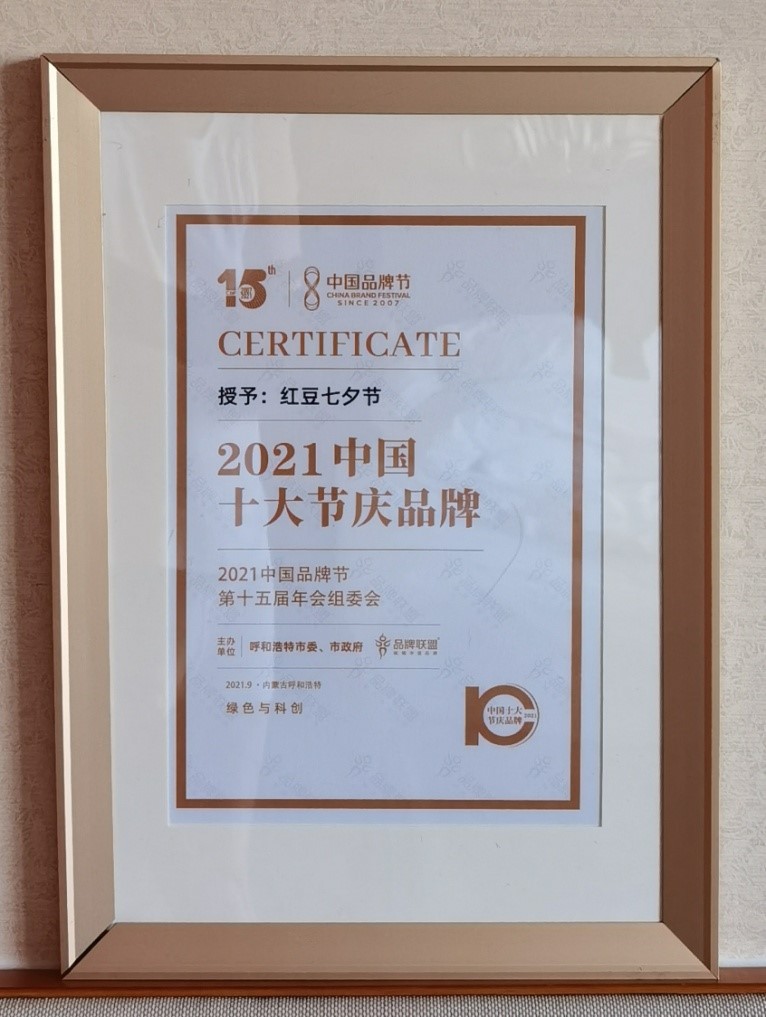 15th
中国品牌节
CHINA BRAND FESTIVAL
SINCE 2007
CERTIFICATE
授予：红豆七夕节
2021中国
十大节庆品牌
2021中国品牌节
第十五届年会组委会
主办
单位
呼和浩特市委、市政府
品牌联盟
2021.9·内蒙古呼和浩特
绿色与科创
中国十大
节庆品牌
2021